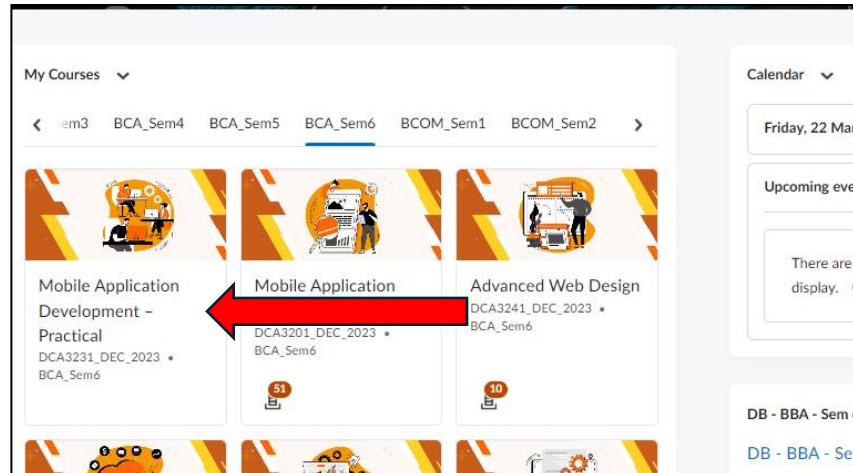 My Courses
em3 BCA_Sem4 BCA_Sem5 BCA_Sem6 BCOM_Sem1 BCOM_Sem2
Mobile Application
Development –
Practical
DCA3231_DEC_2023 •
BCA_Sem6
Mobile Application
DCA3201_DEC_2023 •
BCA_Sem6
51
Advanced Web Design
DCA3241_DEC_2023 •
BCA_Sem6
10
Calendar
Friday, 22 Mar
Upcoming eve
There are
display.
DB - BBA - Sem
DB - BBA - Se